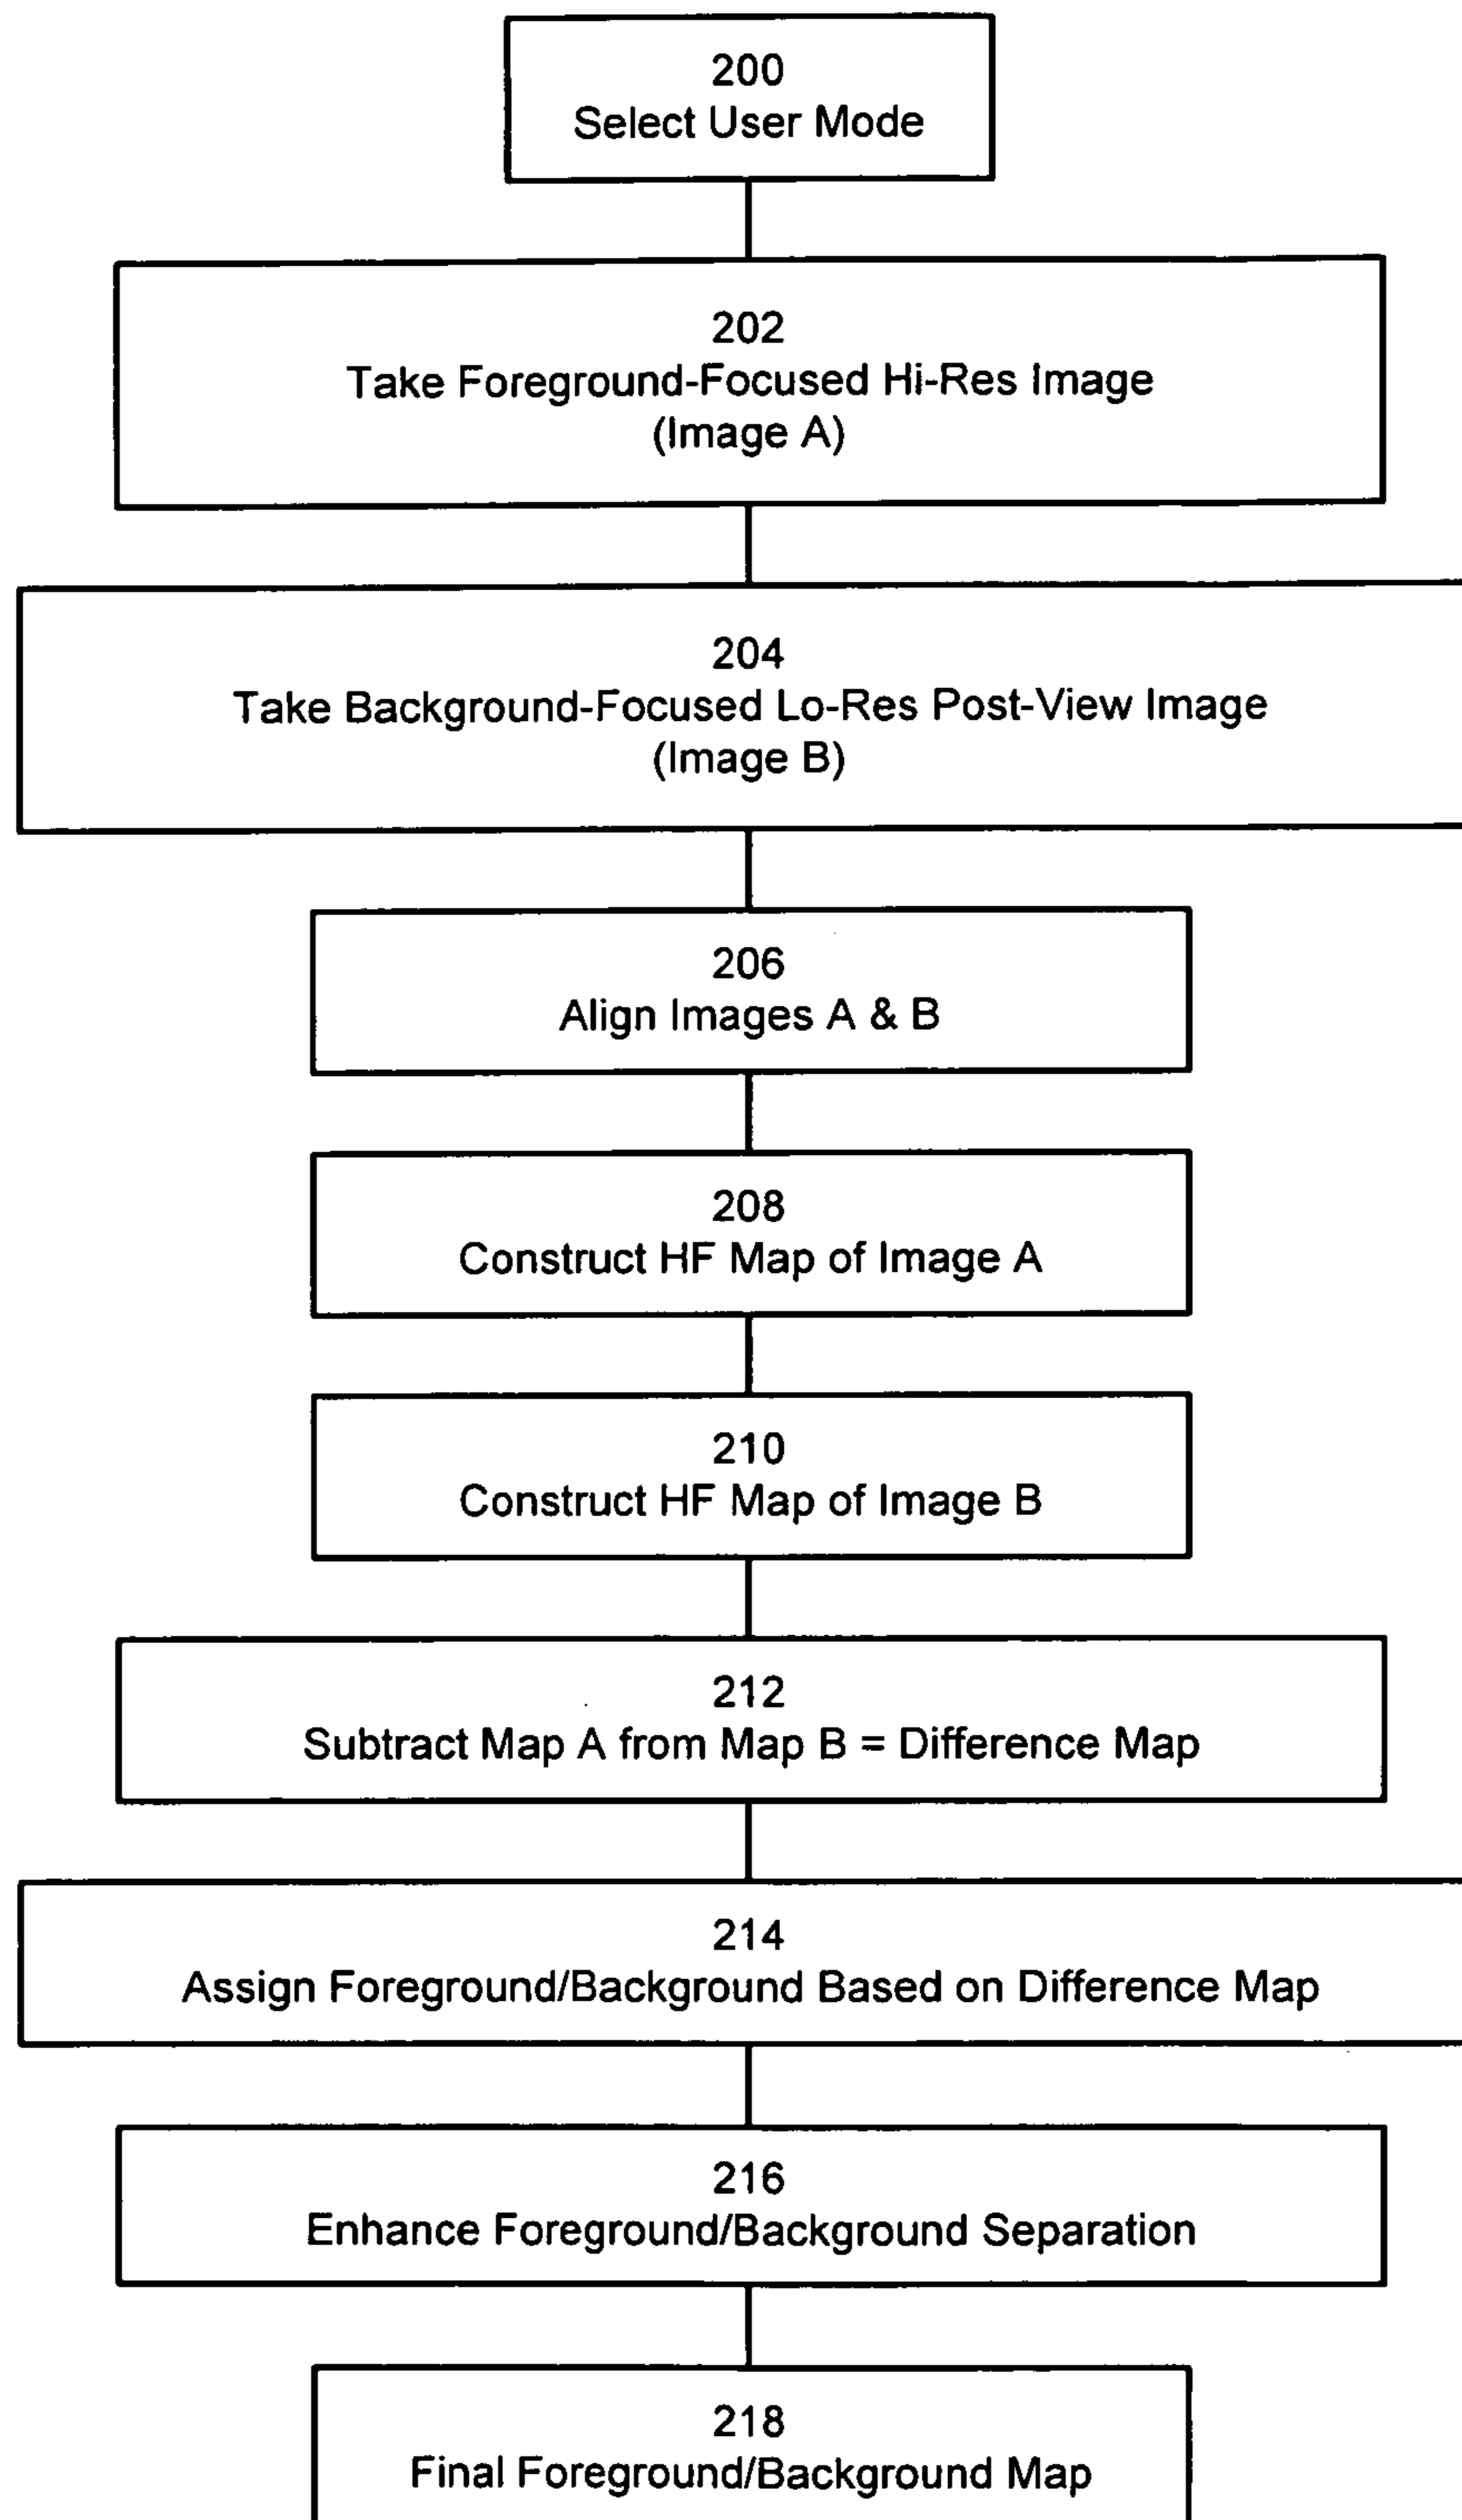 200
Select User Mode
202
Take Foreground-Focused Hi-Res Image
(Image A)
204
Take Background-Focused Lo-Res Post-View Image
(Image B)
206
Align Images A & B
208
Construct HF Map of Image A
210
Construct HF Map of Image B
212
Subtract Map A from Map B = Difference Map
214
Assign Foreground/Background Based on Difference Map
216
Enhance Foreground/Background Separation
218
Final Foreground/Background Map